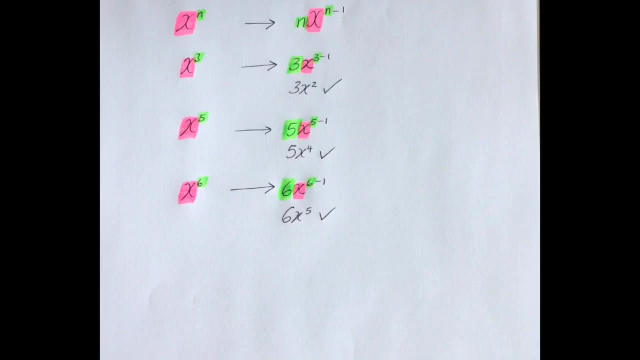 xⁿ → nxⁿ⁻¹
x³ → 3x³⁻¹
3x² ✓
x⁵ → 5x⁵⁻¹
5x⁴ ✓
x⁶ → 6x⁶⁻¹
6x⁵ ✓